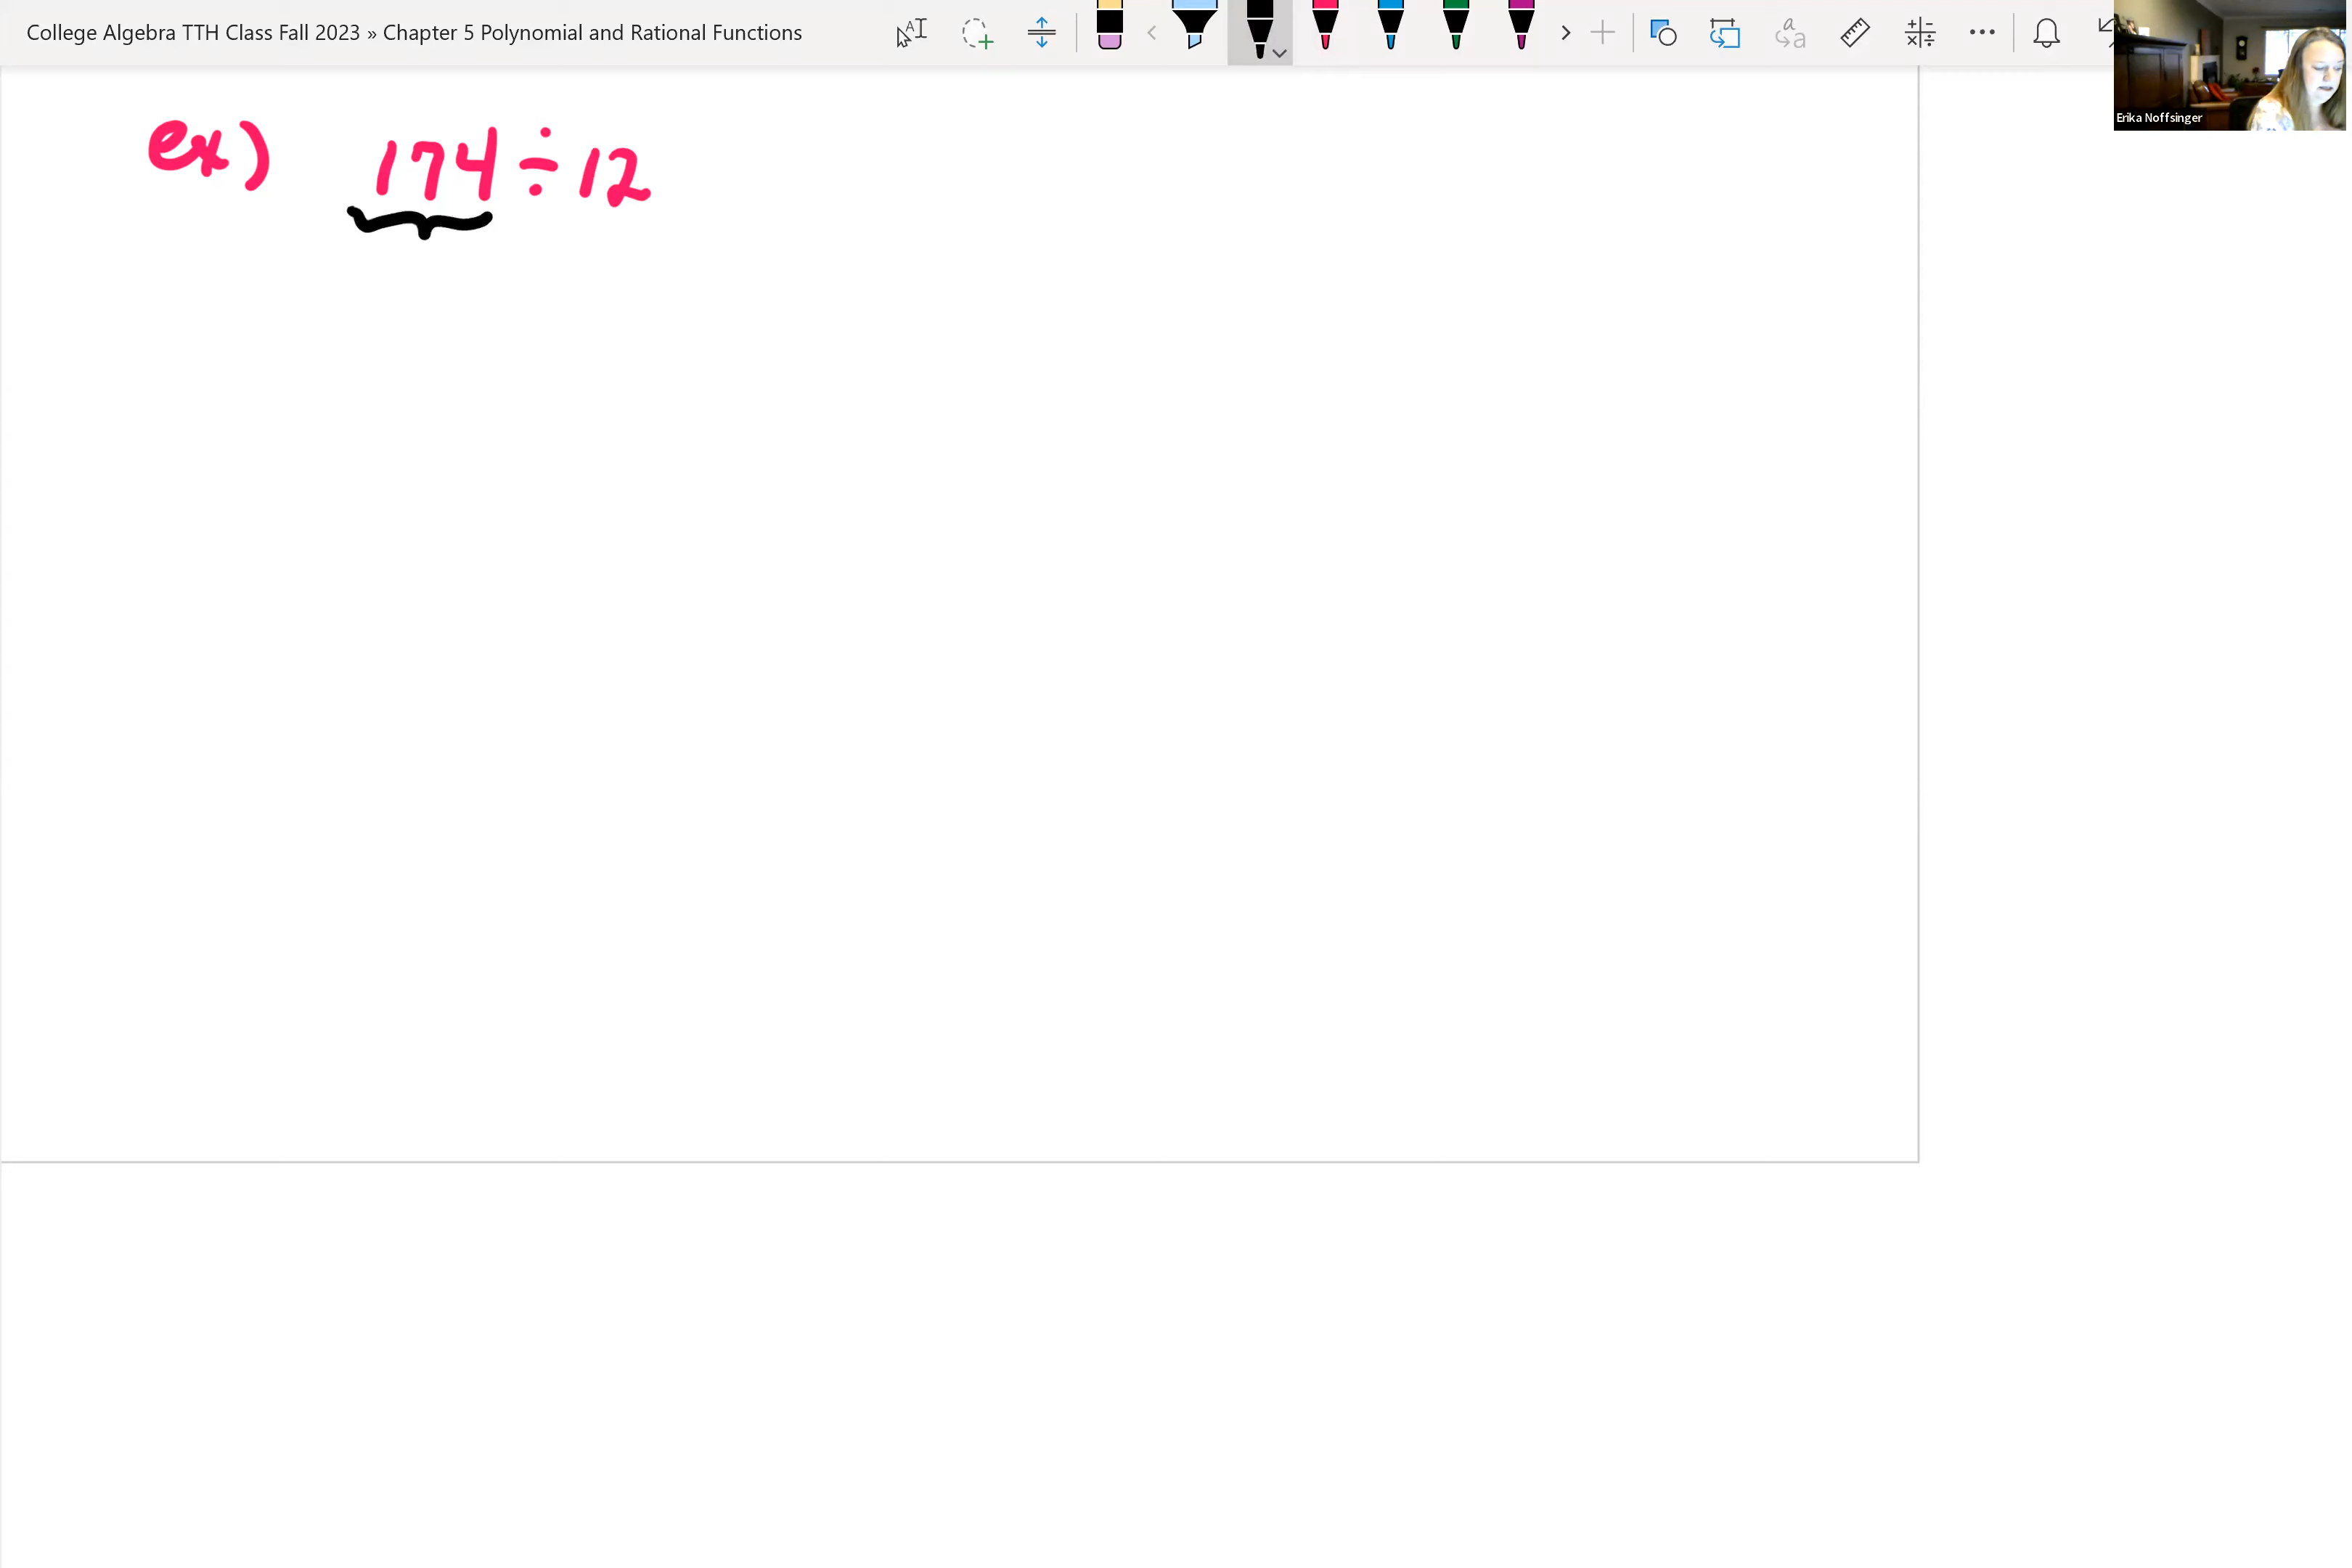 College Algebra TTH Class Fall 2023 » Chapter 5 Polynomial and Rational Functions
Erika Noffsinger
ex) 174 ÷ 12